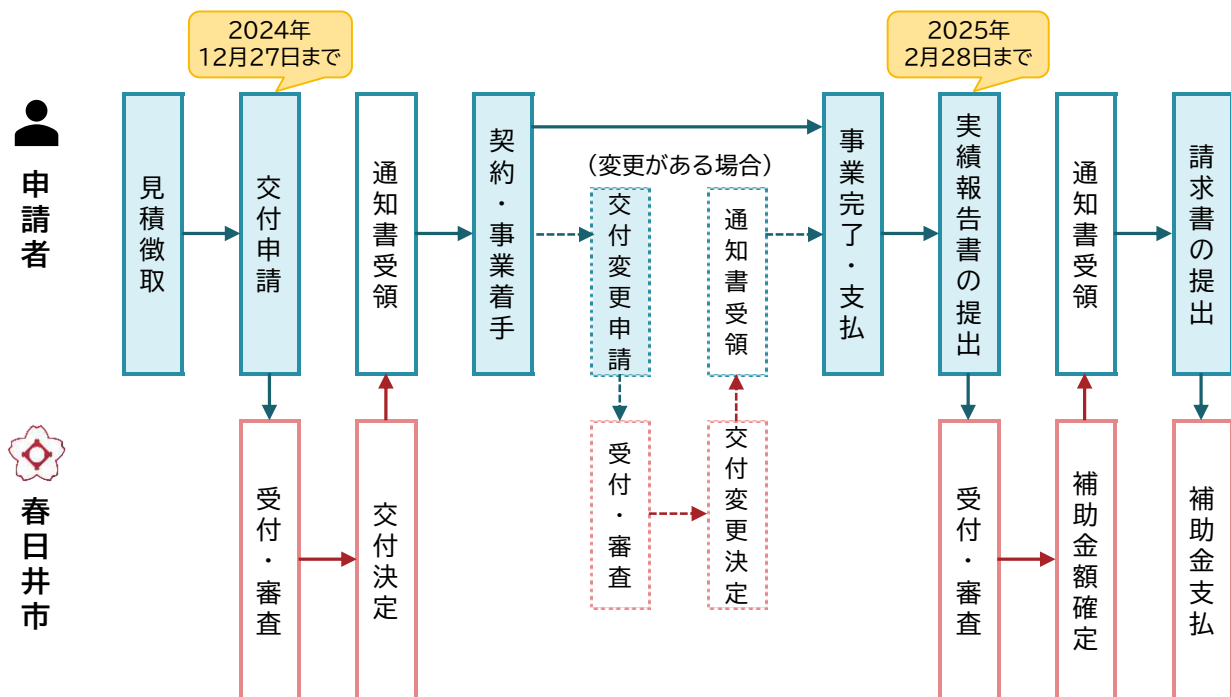 2024年
12月27日まで
2025年
2月28日まで
申請者
見積徴取
交付申請
通知書受領
契約・事業着手
（変更がある場合）
交付変更申請
通知書受領
事業完了・支払
実績報告書の提出
通知書受領
請求書の提出
春日井市
受付・審査
交付決定
受付・審査
交付変更決定
受付・審査
補助金額確定
補助金支払